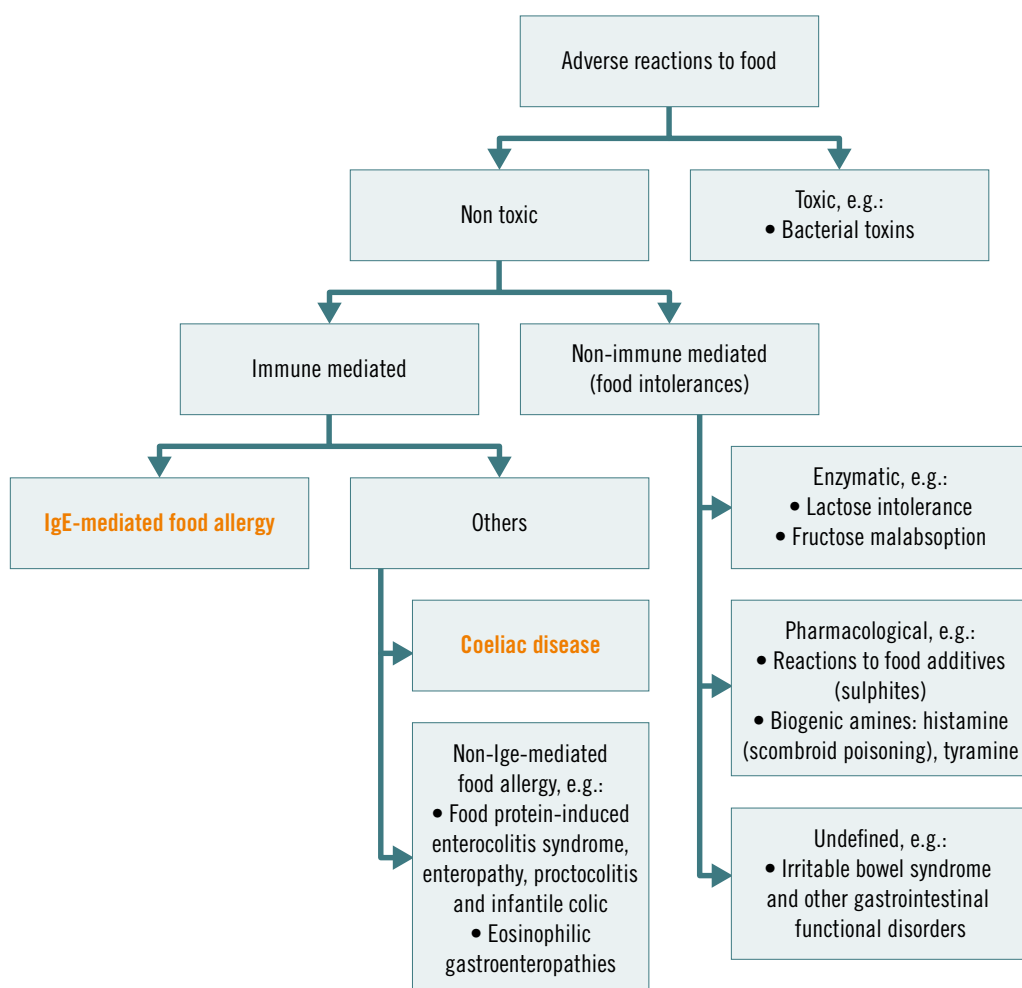 Adverse reactions to food
Non toxic
Toxic, e.g.:
• Bacterial toxins
Immune mediated
Non-immune mediated
(food intolerances)
IgE-mediated food allergy
Others
Coeliac disease
Non-Ige-mediated
food allergy, e.g.:
• Food protein-induced
enterocolitis syndrome,
enteropathy, proctocolitis
and infantile colic
• Eosinophilic
gastroenteropathies
Enzymatic, e.g.:
• Lactose intolerance
• Fructose malabsoption
Pharmacological, e.g.:
• Reactions to food additives
(sulphites)
• Biogenic amines: histamine
(scombroid poisoning), tyramine
Undefined, e.g.:
• Irritable bowel syndrome
and other gastrointestinal
functional disorders